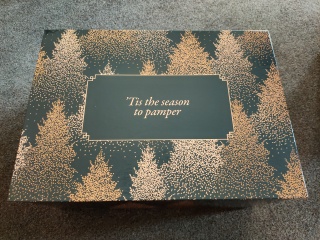 'Tis the season
to pamper